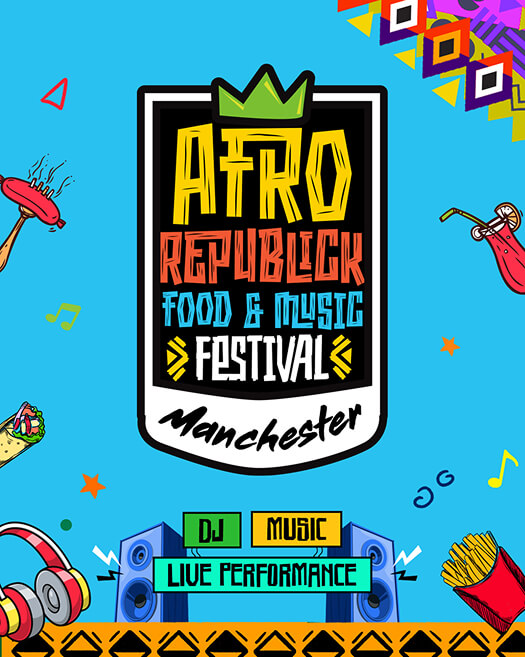 AFRO
REPUBLICK
FOOD & MUSIC
FESTIVAL
Manchester
DJ MUSIC
LIVE PERFORMANCE